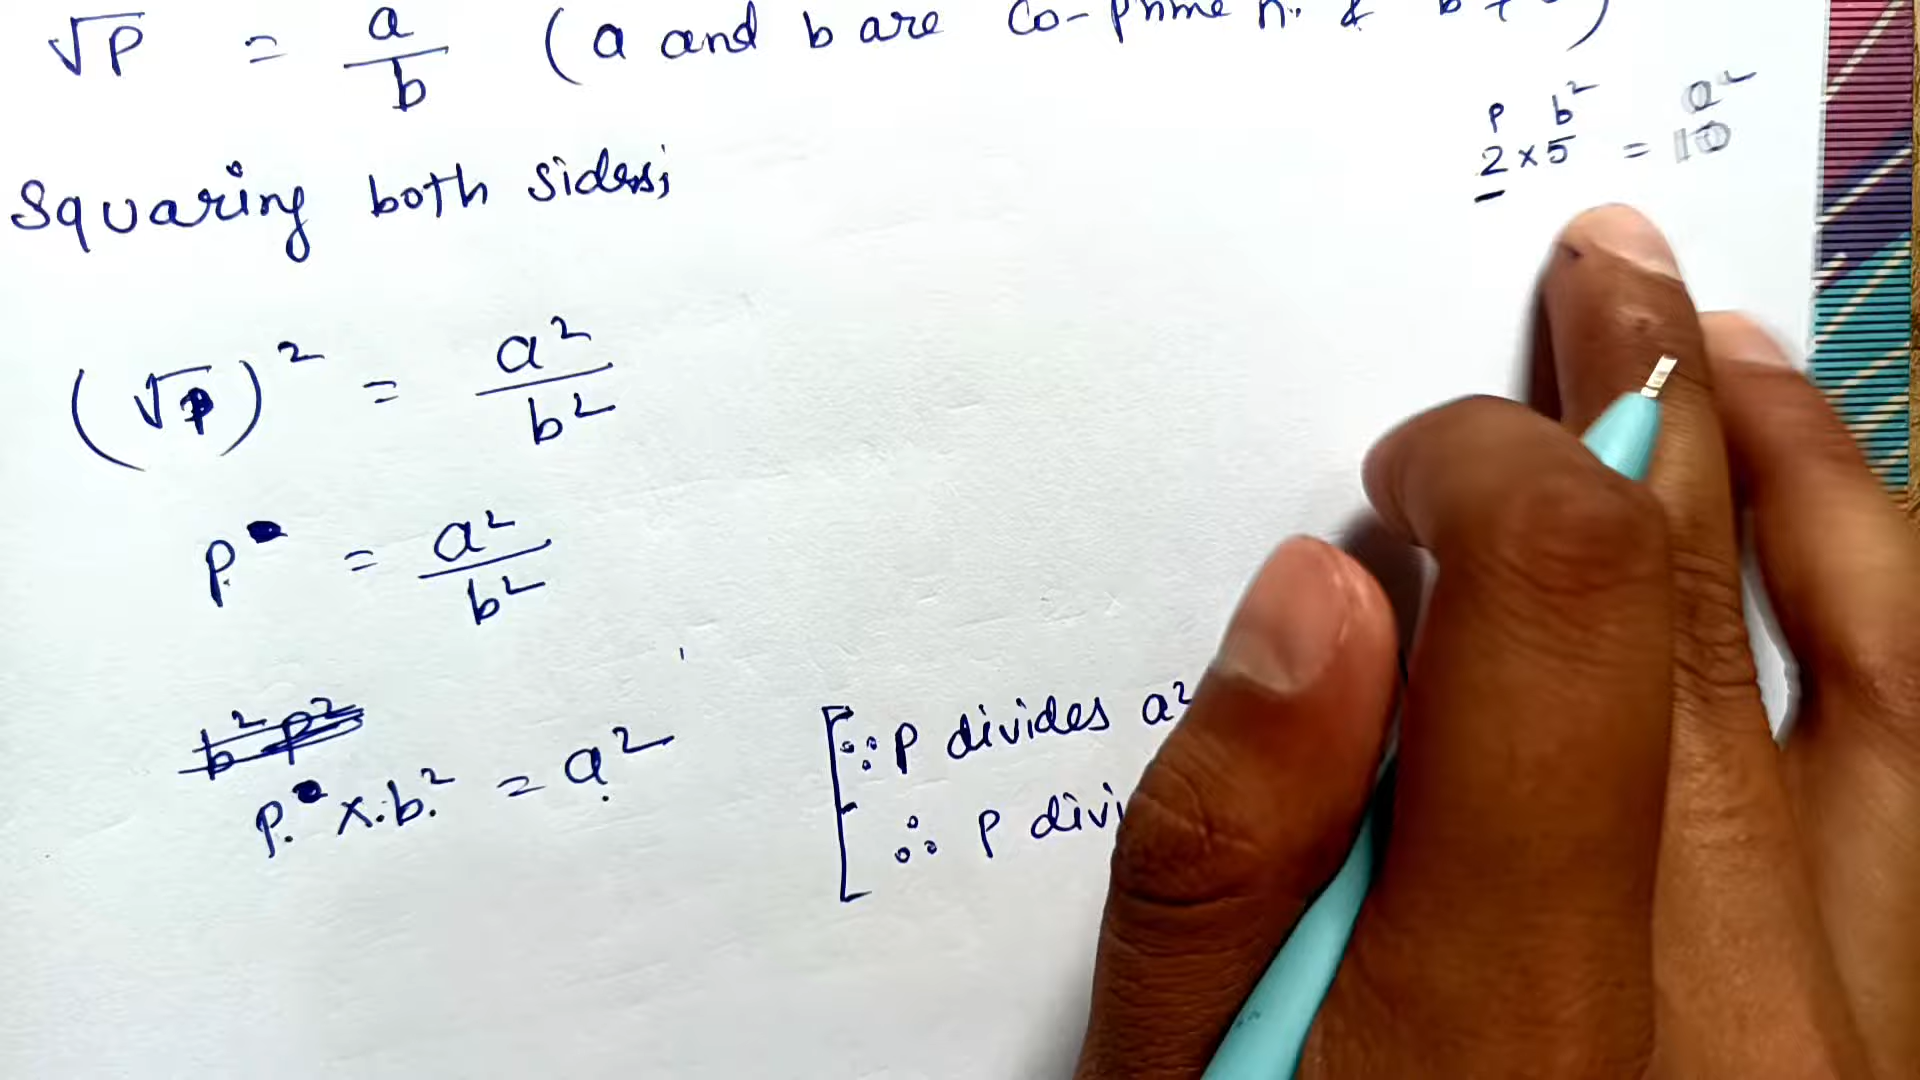 √P = a/b (a and b are Co-prime n. &
Squaring both sides;
P b² a²
2 × 5 = 10
(√P)² = a²/b²
P = a²/b²
b² p²
P × b² = a²
[∵ P divides a²
∴ P divi